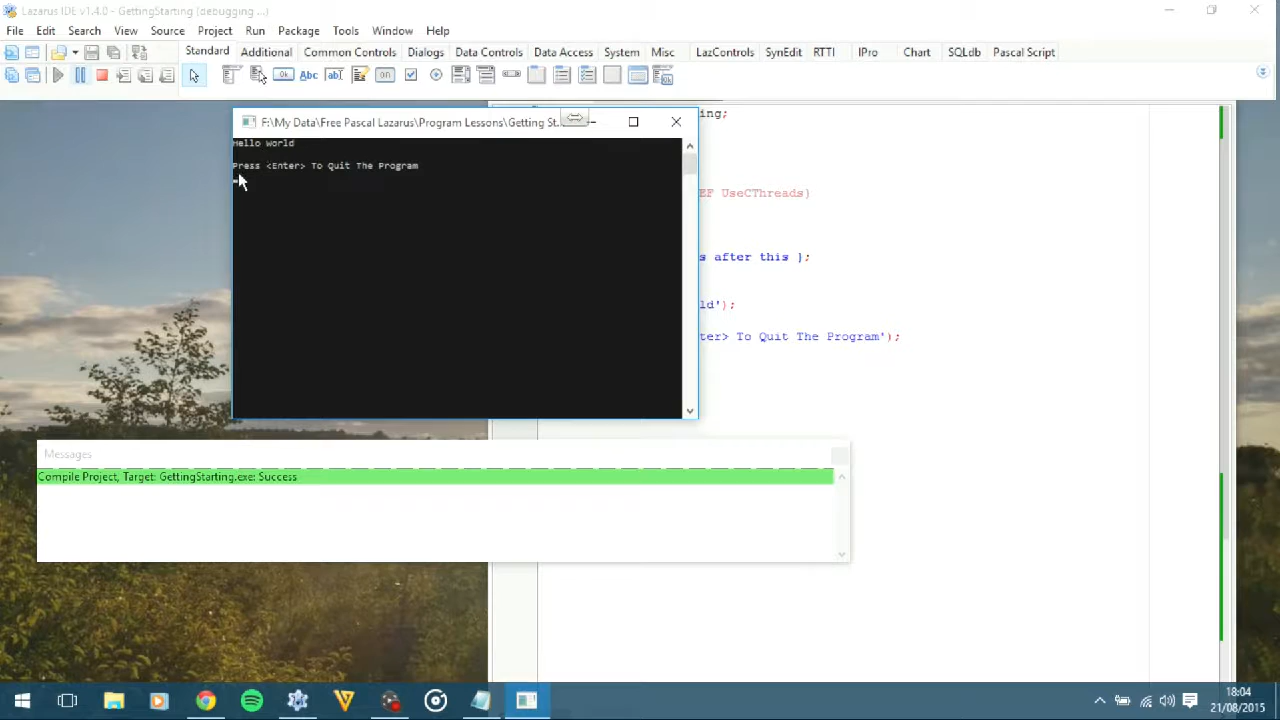 Lazarus IDE v1.4.0 - GettingStarting (debugging ...)
File Edit Search View Source Project Run Package Tools Window Help
Standard Additional Common Controls Dialogs Data Controls Data Access System Misc LazControls SynEdit RTTI IPro Chart SQLdb Pascal Script
Ok Abc abI on
F:\My Data\Free Pascal Lazarus\Program Lessons\Getting St...
ing;
Hello world
Press <Enter> To Quit The Program
EF UseCThreads}
s after this };
ld');
ter> To Quit The Program');
Messages
Compile Project, Target: GettingStarting.exe: Success
18:04
21/08/2015